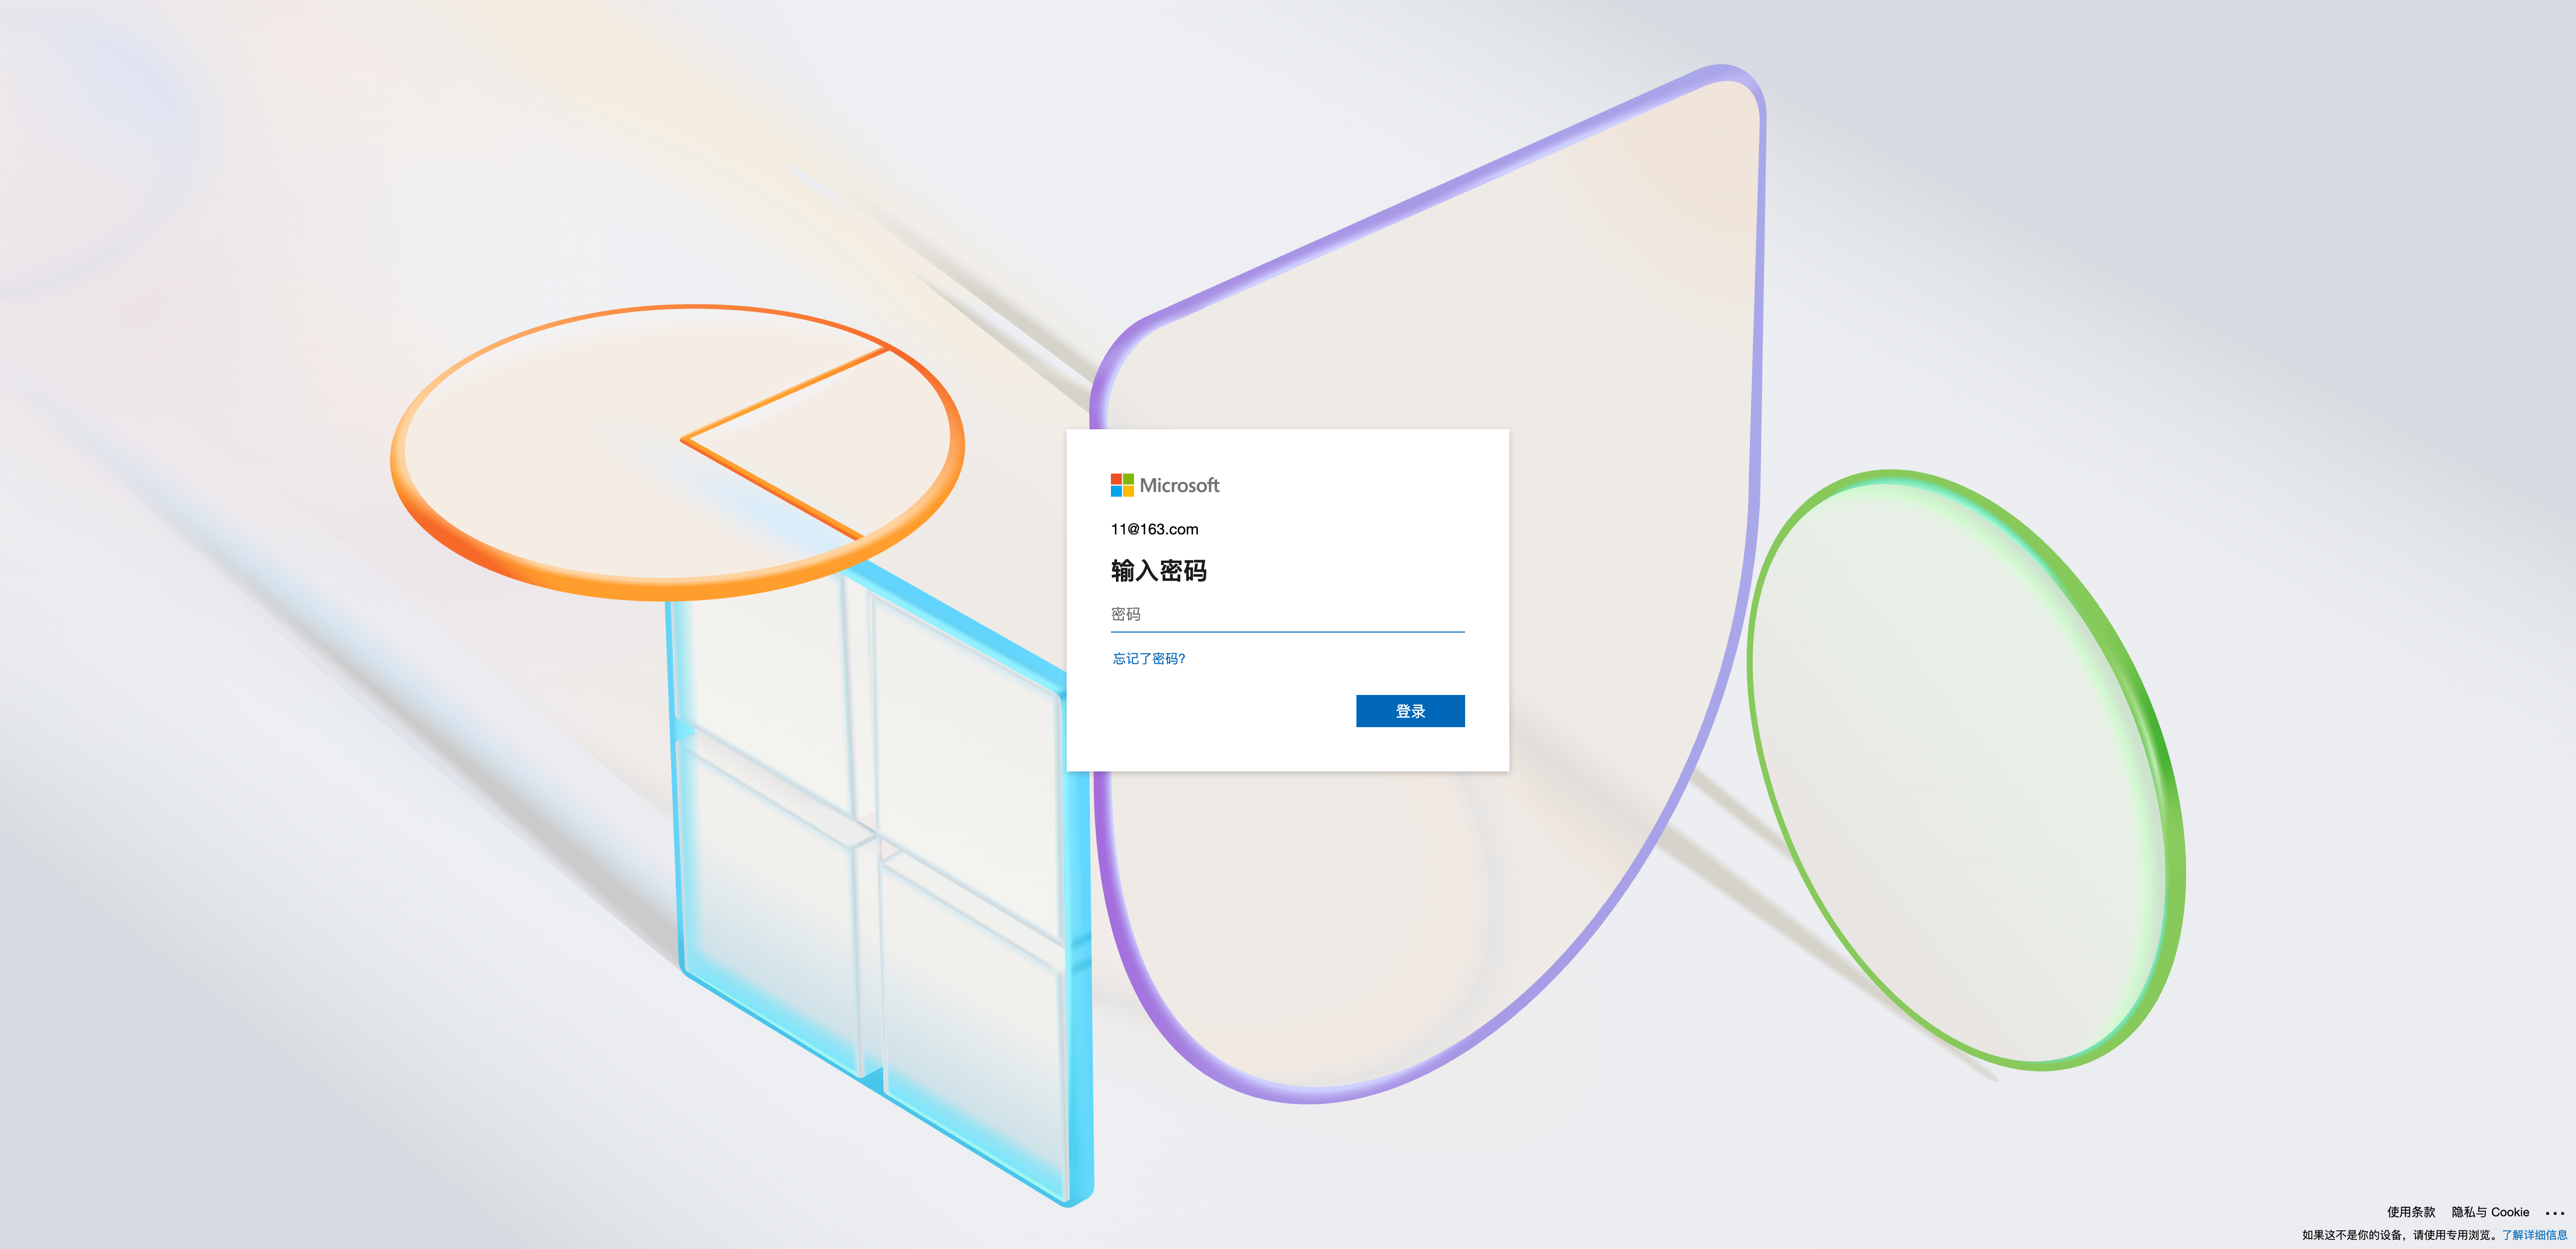 Microsoft
11@163.com
输入密码
密码
忘记了密码?
登录
使用条款 隐私与 Cookie ...
如果这不是你的设备，请使用专用浏览。了解详细信息